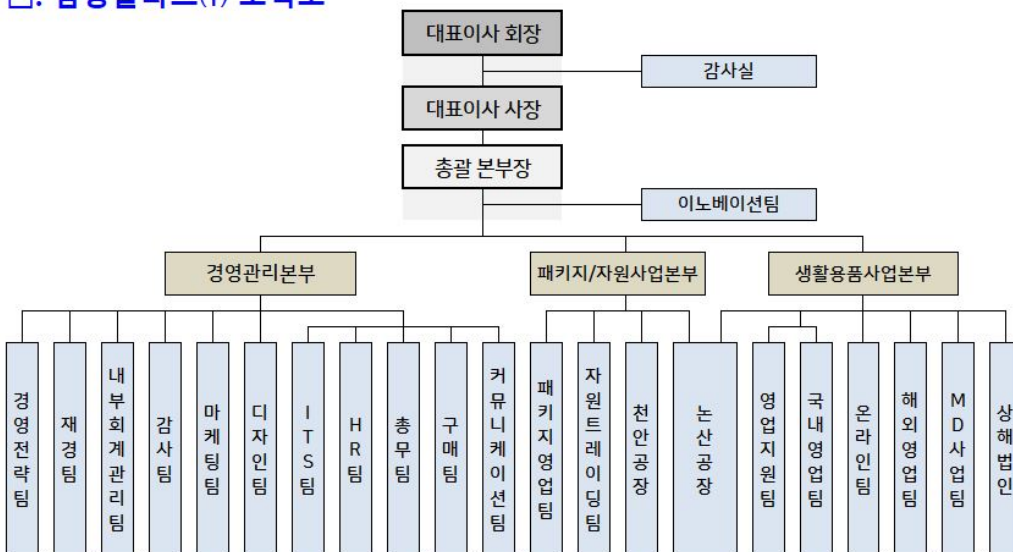 대표이사 회장
감사실
대표이사 사장
총괄 본부장
이노베이션팀
경영관리본부
패키지/자원사업본부
생활용품사업본부
경영전략팀
재경팀
내부회계관리팀
감사팀
마케팅팀
디자인팀
ITS팀
HR팀
총무팀
구매팀
커뮤니케이션팀
패키지영업팀
자원트레이딩팀
천안공장
논산공장
영업지원팀
국내영업팀
온라인팀
해외영업팀
MD사업팀
상해법인